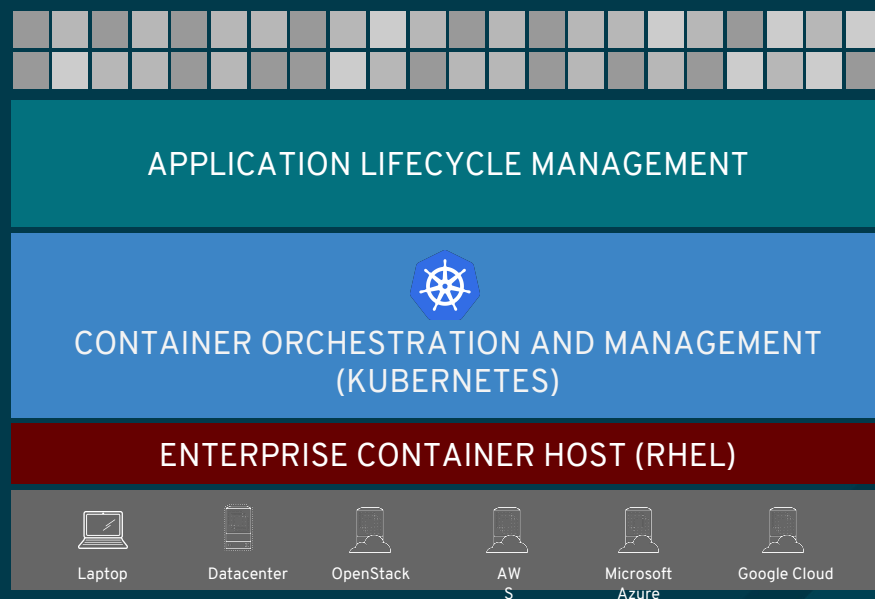 APPLICATION LIFECYCLE MANAGEMENT
CONTAINER ORCHESTRATION AND MANAGEMENT
(KUBERNETES)
ENTERPRISE CONTAINER HOST (RHEL)
Laptop
Datacenter
OpenStack
AW
S
Microsoft
Azure
Google Cloud